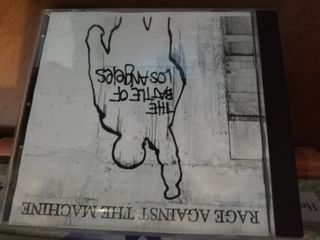 RAGE AGAINST THE MACHINE
THE
BATTLE OF
LOS ANGELES